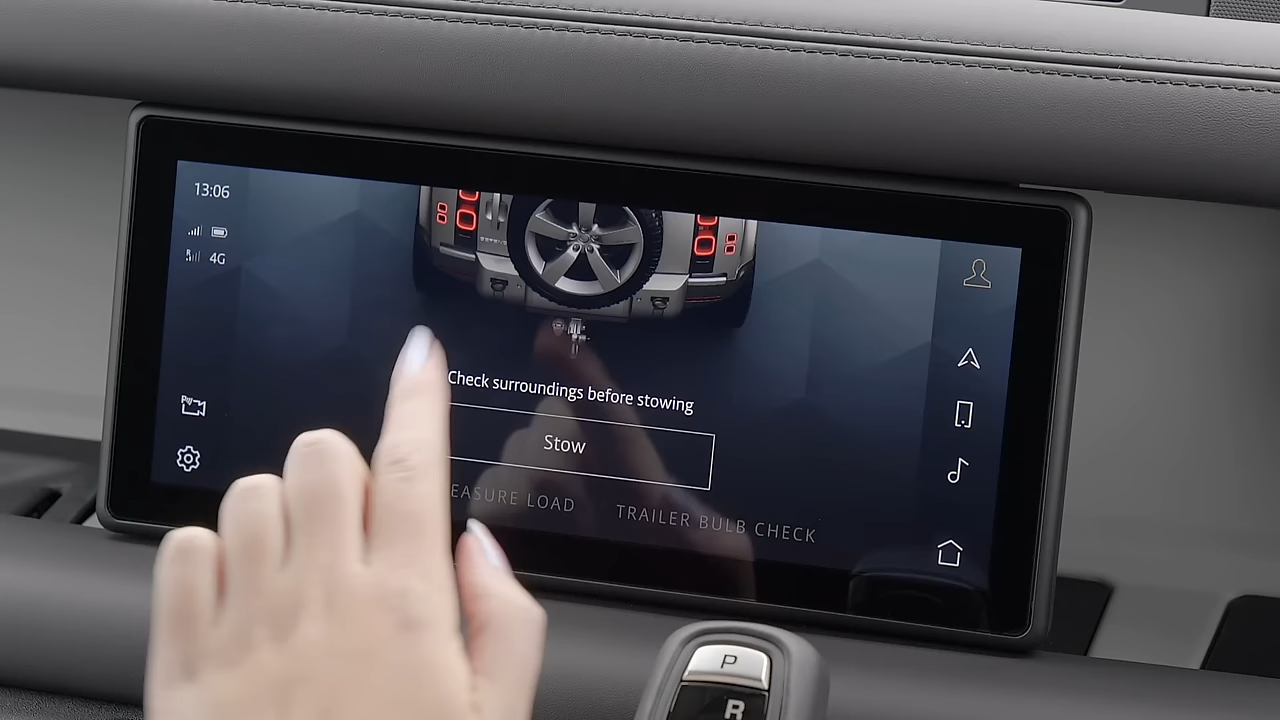 13:06
4G
Check surroundings before stowing
Stow
EASURE LOAD
TRAILER BULB CHECK
P
R